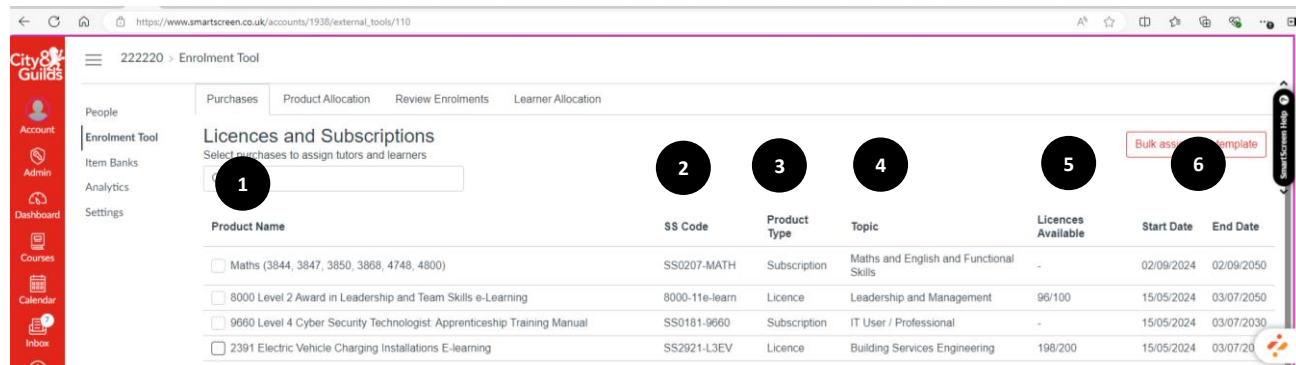 https://www.smartscreen.co.uk/accounts/1938/external_tools/110
City&
Guilds
222220 > Enrolment Tool
Account
Admin
Dashboard
Courses
Calendar
7
Inbox
People
Enrolment Tool
Item Banks
Analytics
Settings
Purchases Product Allocation Review Enrolments Learner Allocation
Licences and Subscriptions
Select purchases to assign tutors and learners
Bulk template
SmartScreen Help ?
1 2 3 4 5 6
Product Name SS Code Product Type Topic Licences Available Start Date End Date
Maths (3844, 3847, 3850, 3868, 4748, 4800) SS0207-MATH Subscription Maths and English and Functional Skills - 02/09/2024 02/09/2050
8000 Level 2 Award in Leadership and Team Skills e-Learning 8000-11e-learn Licence Leadership and Management 96/100 15/05/2024 03/07/2050
9660 Level 4 Cyber Security Technologist: Apprenticeship Training Manual SS0181-9660 Subscription IT User / Professional - 15/05/2024 03/07/2030
2391 Electric Vehicle Charging Installations E-learning SS2921-L3EV Licence Building Services Engineering 198/200 15/05/2024 03/07/20